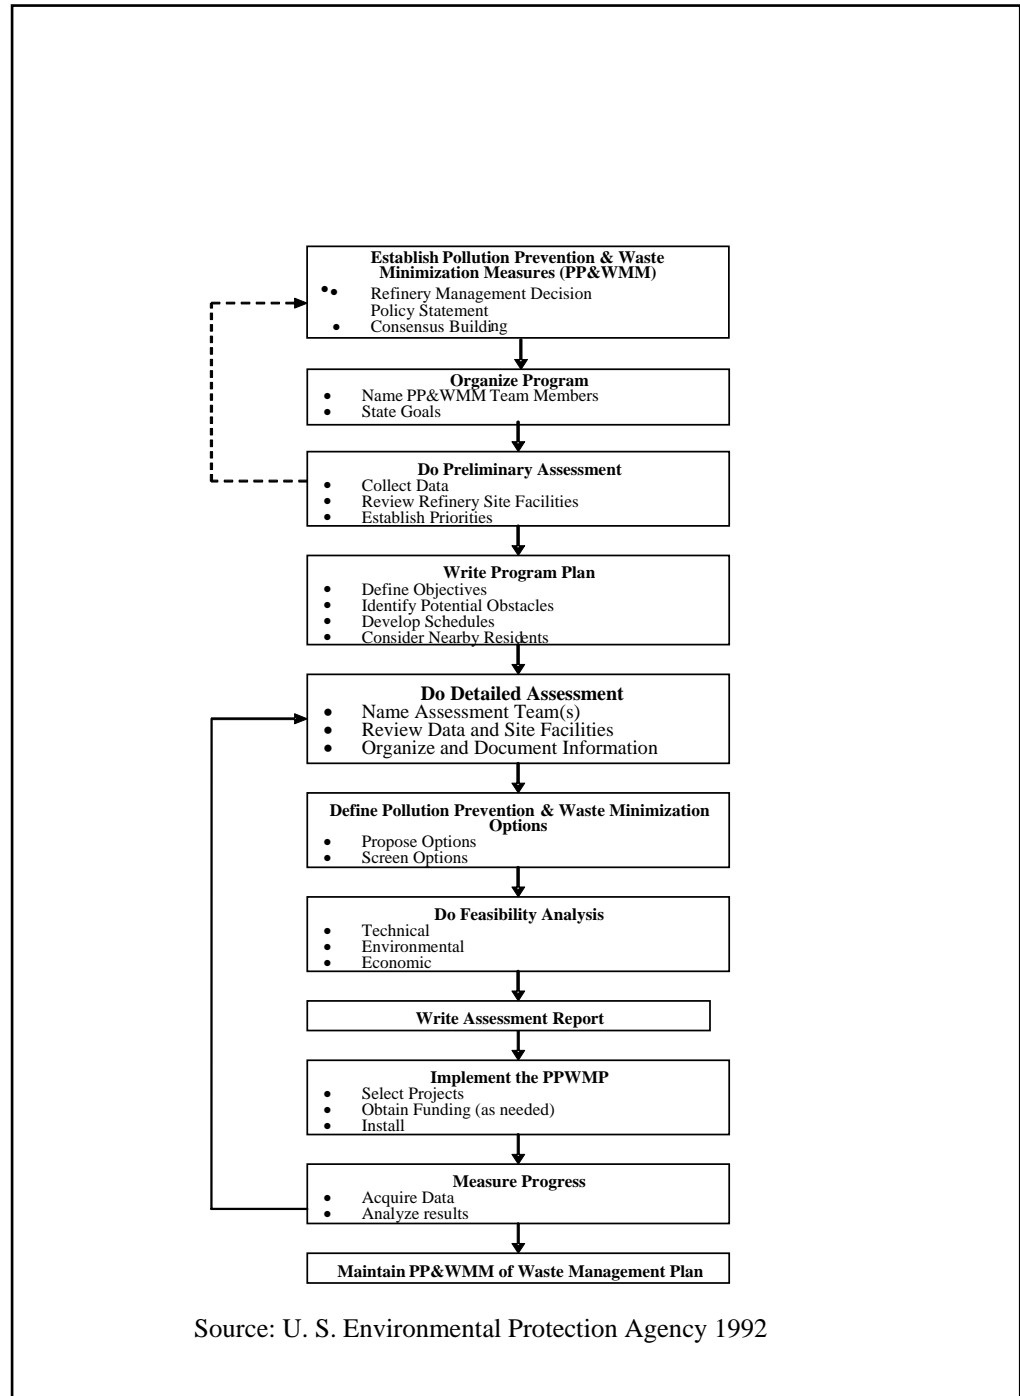 Establish Pollution Prevention & Waste
Minimization Measures (PP&WMM)
• • Refinery Management Decision
Policy Statement
• Consensus Building
Organize Program
• Name PP&WMM Team Members
• State Goals
Do Preliminary Assessment
• Collect Data
• Review Refinery Site Facilities
• Establish Priorities
Write Program Plan
• Define Objectives
• Identify Potential Obstacles
• Develop Schedules
• Consider Nearby Residents
Do Detailed Assessment
• Name Assessment Team(s)
• Review Data and Site Facilities
• Organize and Document Information
Define Pollution Prevention & Waste Minimization
Options
• Propose Options
• Screen Options
Do Feasibility Analysis
• Technical
• Environmental
• Economic
Write Assessment Report
Implement the PPWMP
• Select Projects
• Obtain Funding (as needed)
• Install
Measure Progress
• Acquire Data
• Analyze results
Maintain PP&WMM of Waste Management Plan
Source: U. S. Environmental Protection Agency 1992